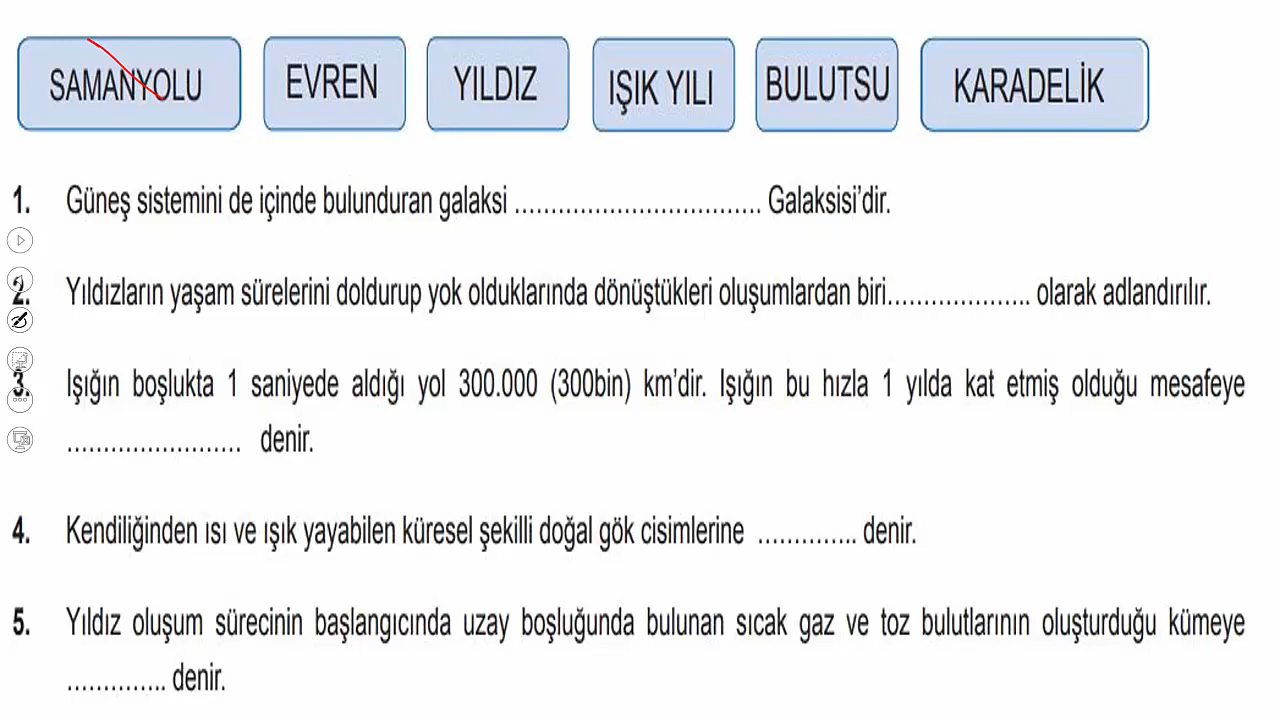 SAMANYOLU EVREN YILDIZ IŞIK YILI BULUTSU KARADELİK
1. Güneş sistemini de içinde bulunduran galaksi ................................. Galaksisi’dir.
2. Yıldızların yaşam sürelerini doldurup yok olduklarında dönüştükleri oluşumlardan biri................... olarak adlandırılır.
3. Işığın boşlukta 1 saniyede aldığı yol 300.000 (300bin) km’dir. Işığın bu hızla 1 yılda kat etmiş olduğu mesafeye
........................ denir.
4. Kendiliğinden ısı ve ışık yayabilen küresel şekilli doğal gök cisimlerine .............. denir.
5. Yıldız oluşum sürecinin başlangıcında uzay boşluğunda bulunan sıcak gaz ve toz bulutlarının oluşturduğu kümeye
.............. denir.